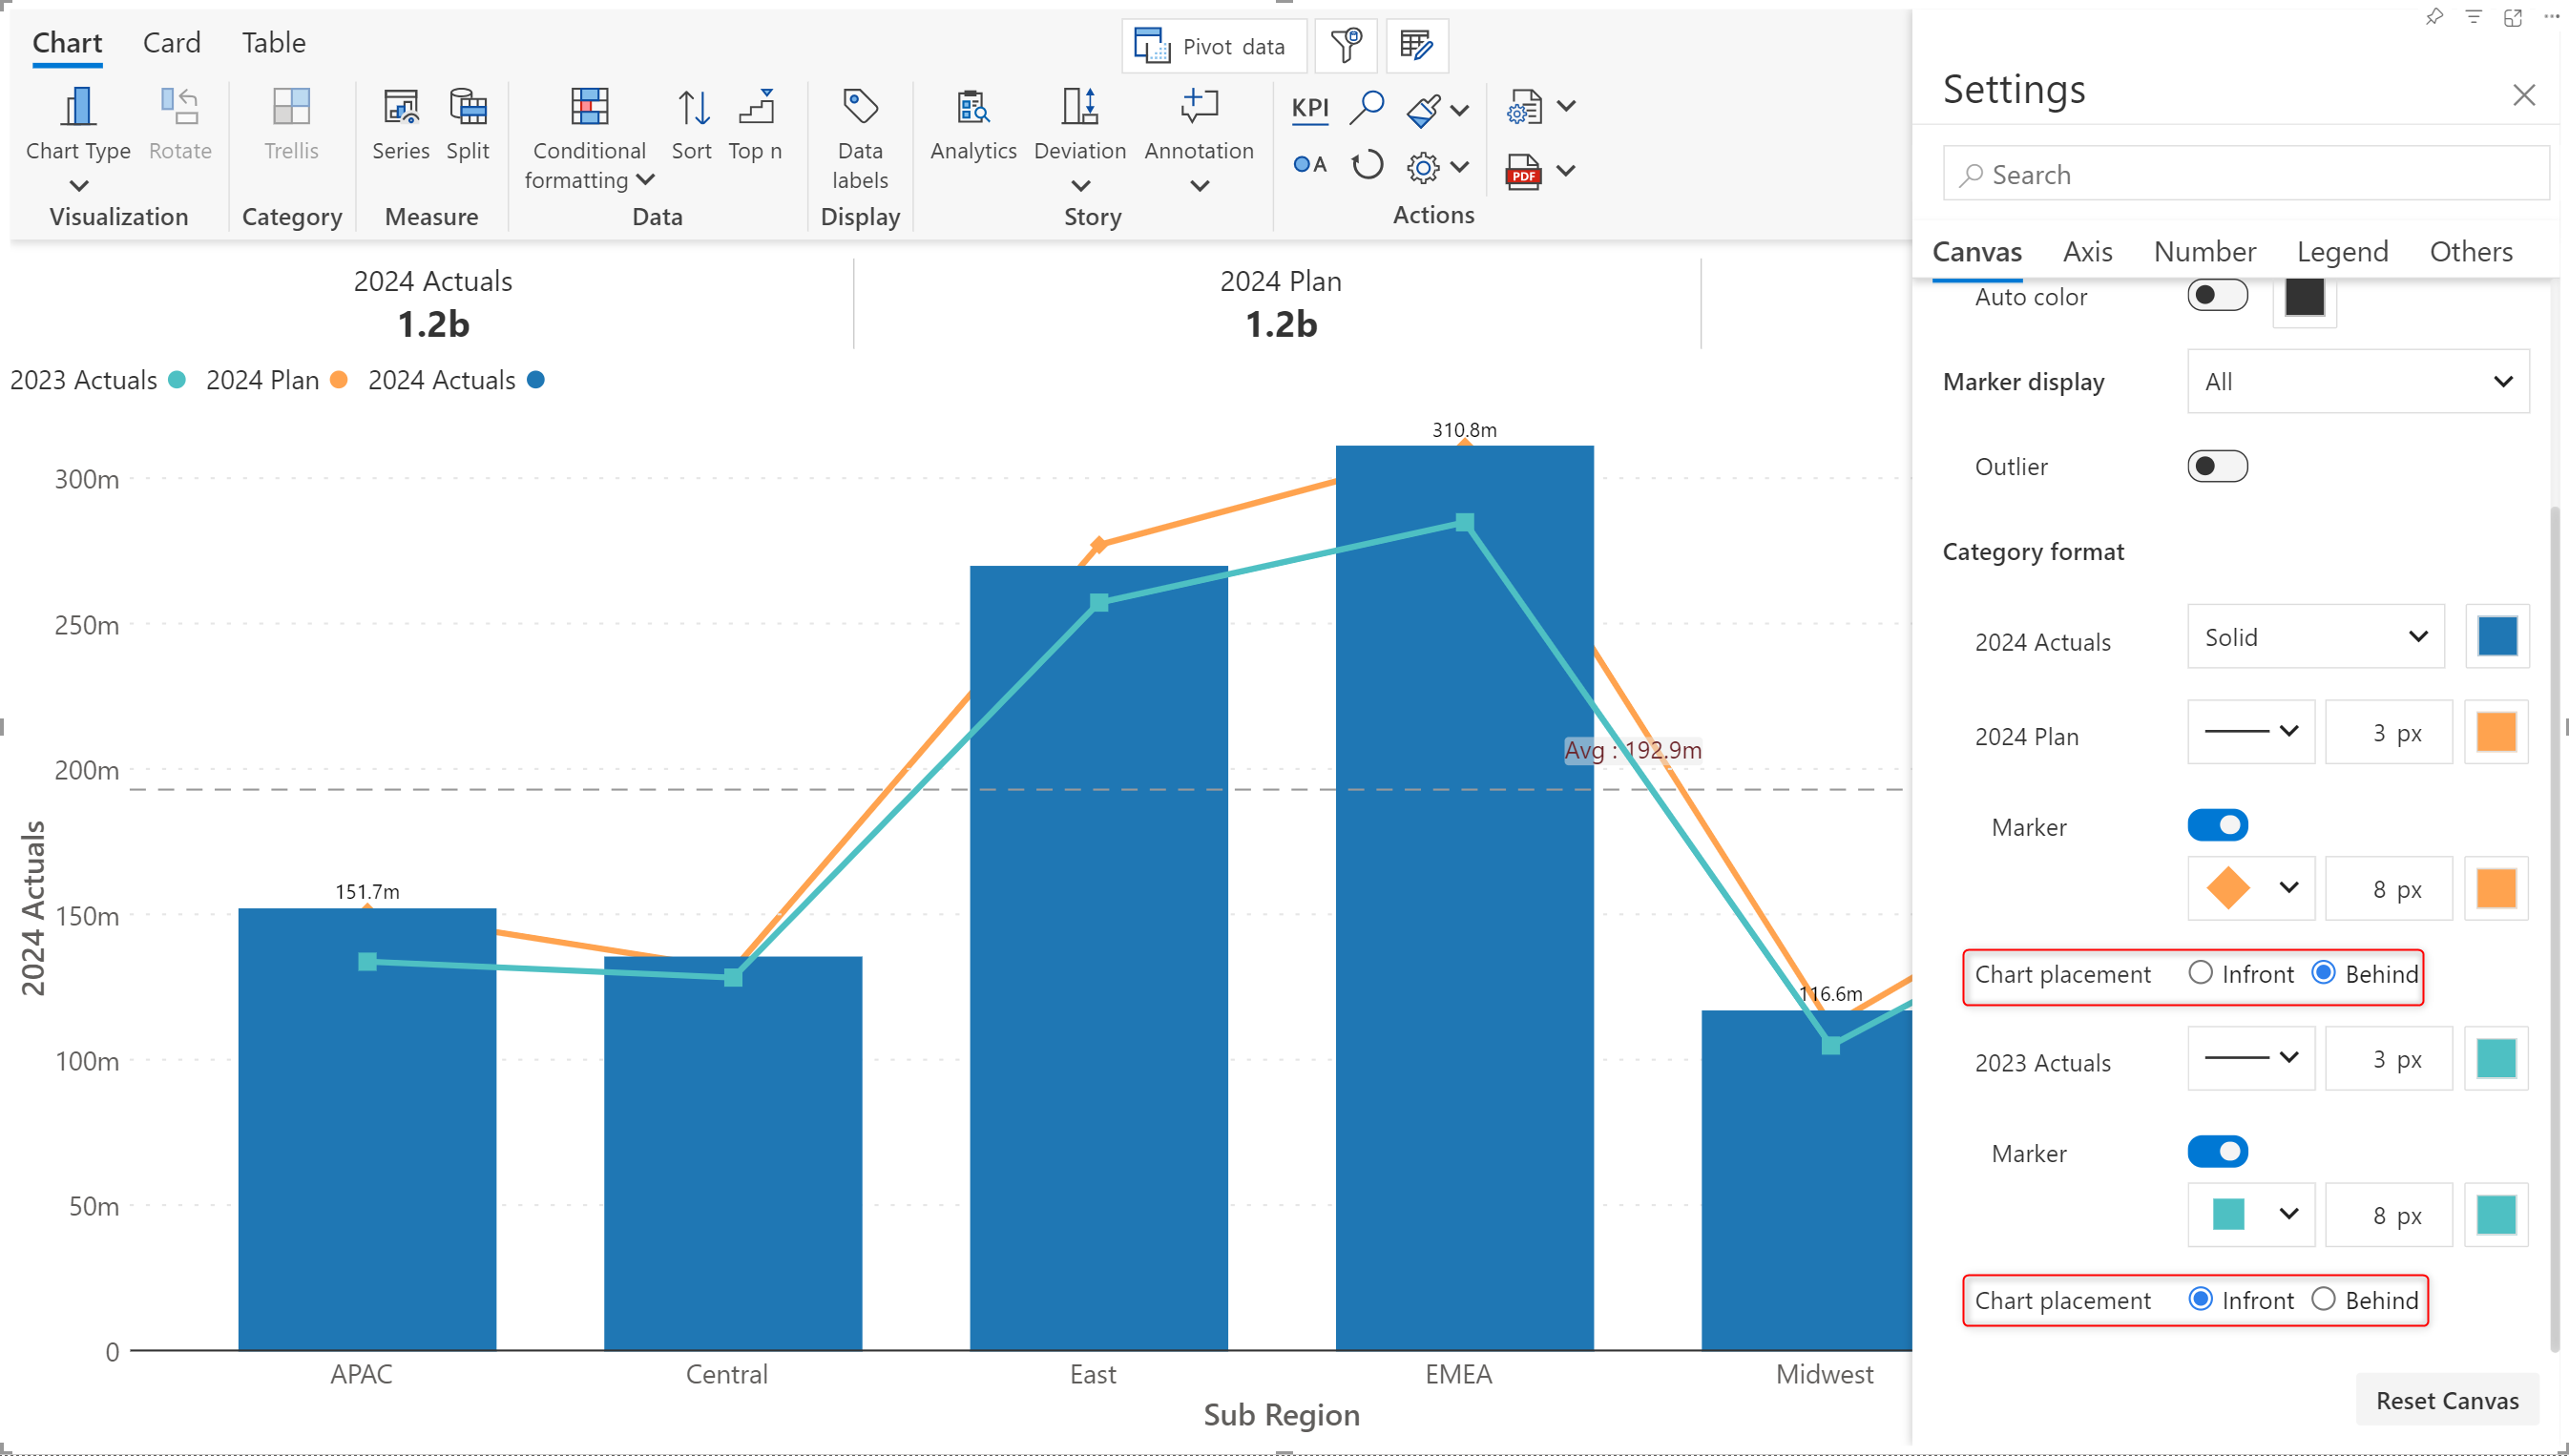 Chart Card Table
Pivot data
Chart Type Rotate
Visualization
Trellis
Category
Series Split
Measure
Conditional formatting Sort Top n
Data
Data labels
Display
Analytics Deviation Annotation
Story
KPI
A
PDF
Actions
2024 Actuals
1.2b
2024 Plan
1.2b
2023 Actuals 2024 Plan 2024 Actuals
2024 Actuals
300m
250m
200m
150m
100m
50m
0
310.8m
Avg : 192.9m
151.7m
116.6m
APAC Central East EMEA Midwest
Sub Region
Settings
Search
Canvas Axis Number Legend Others
Auto color
Marker display All
Outlier
Category format
2024 Actuals Solid
2024 Plan 3 px
Marker
8 px
Chart placement Infront Behind
2023 Actuals 3 px
Marker
8 px
Chart placement Infront Behind
Reset Canvas